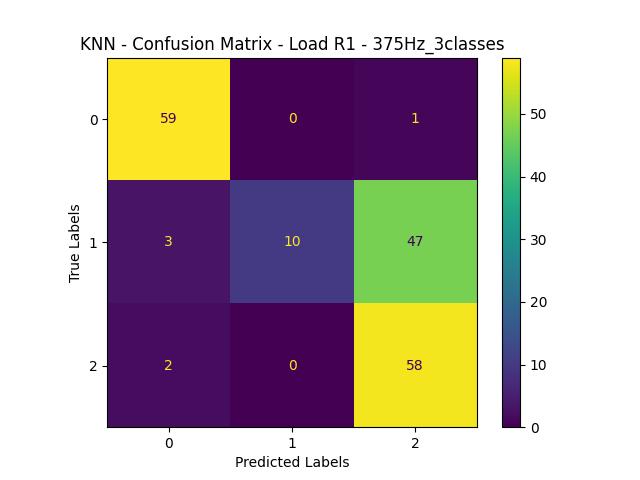 KNN - Confusion Matrix - Load R1 - 375Hz_3classes
True Labels
0 59 0 1
1 3 10 47
2 2 0 58
0 1 2
Predicted Labels
50
40
30
20
10
0